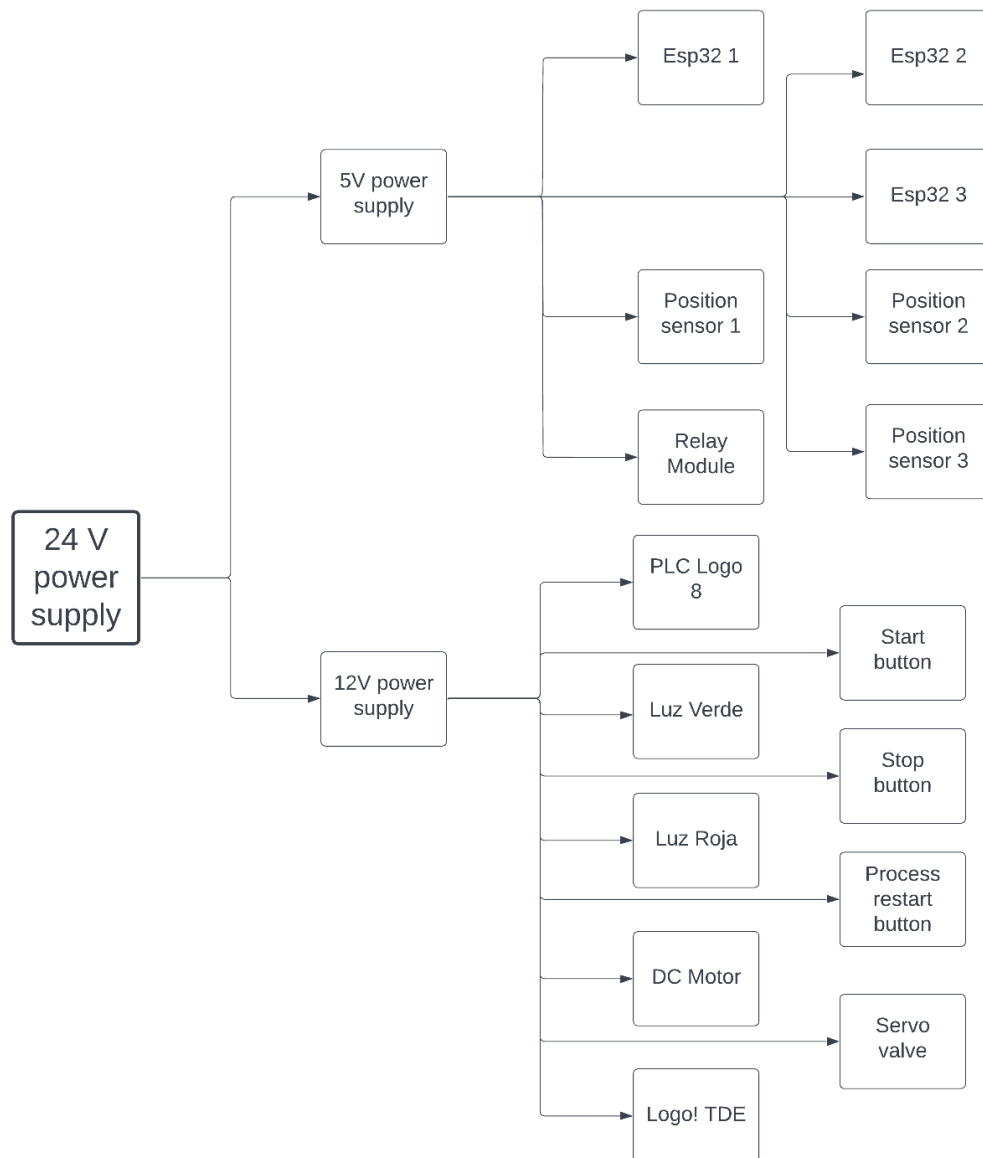 Esp32 1
Esp32 2
5V power
supply
Esp32 3
Position
sensor 1
Position
sensor 2
Relay
Module
Position
sensor 3
24 V
power
supply
PLC Logo
8
Start
button
12V power
supply
Luz Verde
Stop
button
Luz Roja
Process
restart
button
DC Motor
Servo
valve
Logo! TDE